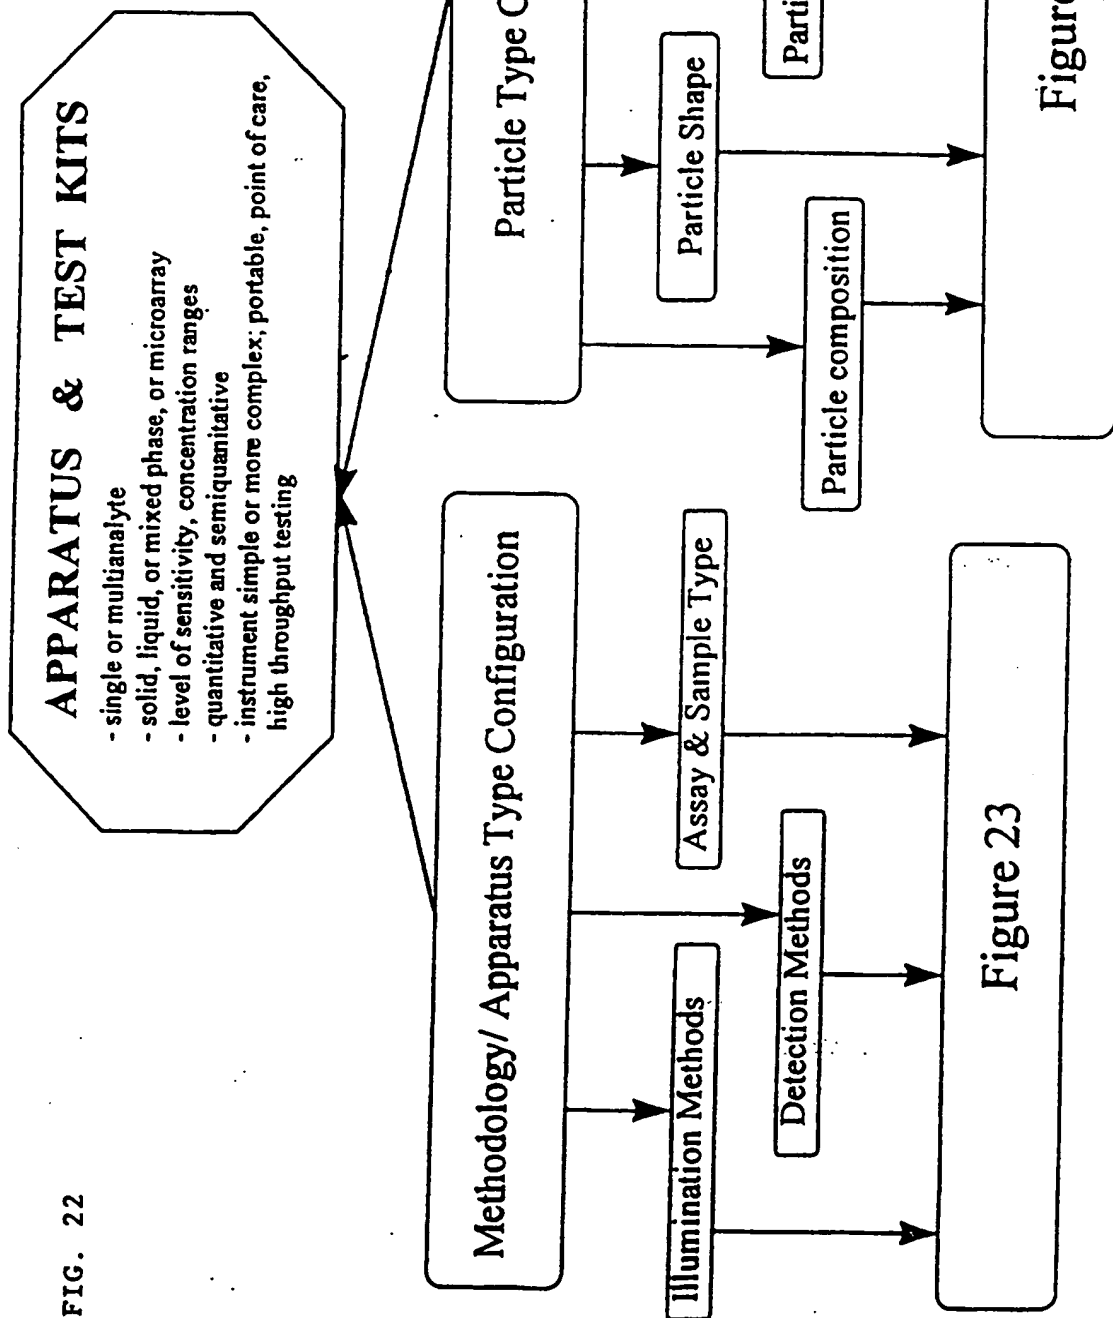 FIG. 22
APPARATUS & TEST KITS
- single or multianalyte
- solid, liquid, or mixed phase, or microarray
- level of sensitivity, concentration ranges
- quantitative and semiquanitative
- instrument simple or more complex; portable, point of care,
high throughput testing
Methodology/ Apparatus Type Configuration
Particle Type C
Illumination Methods
Detection Methods
Assay & Sample Type
Particle composition
Particle Shape
Parti
Figure 23
Figure